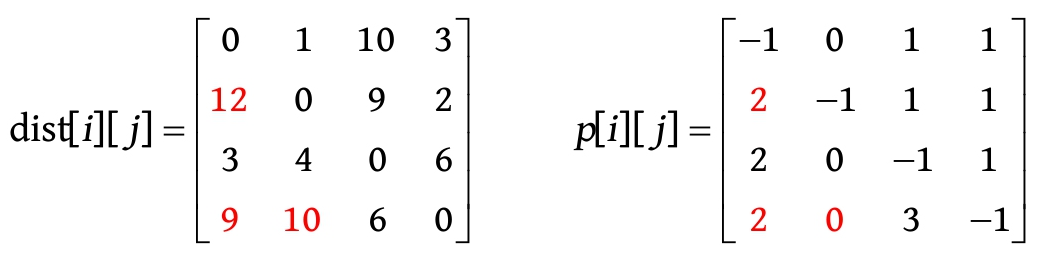 dist[i][j] = 0 1 10 3 p[i][j] = −1 0 1 1
12 0 9 2 2 −1 1 1
3 4 0 6 2 0 −1 1
9 10 6 0 2 0 3 −1